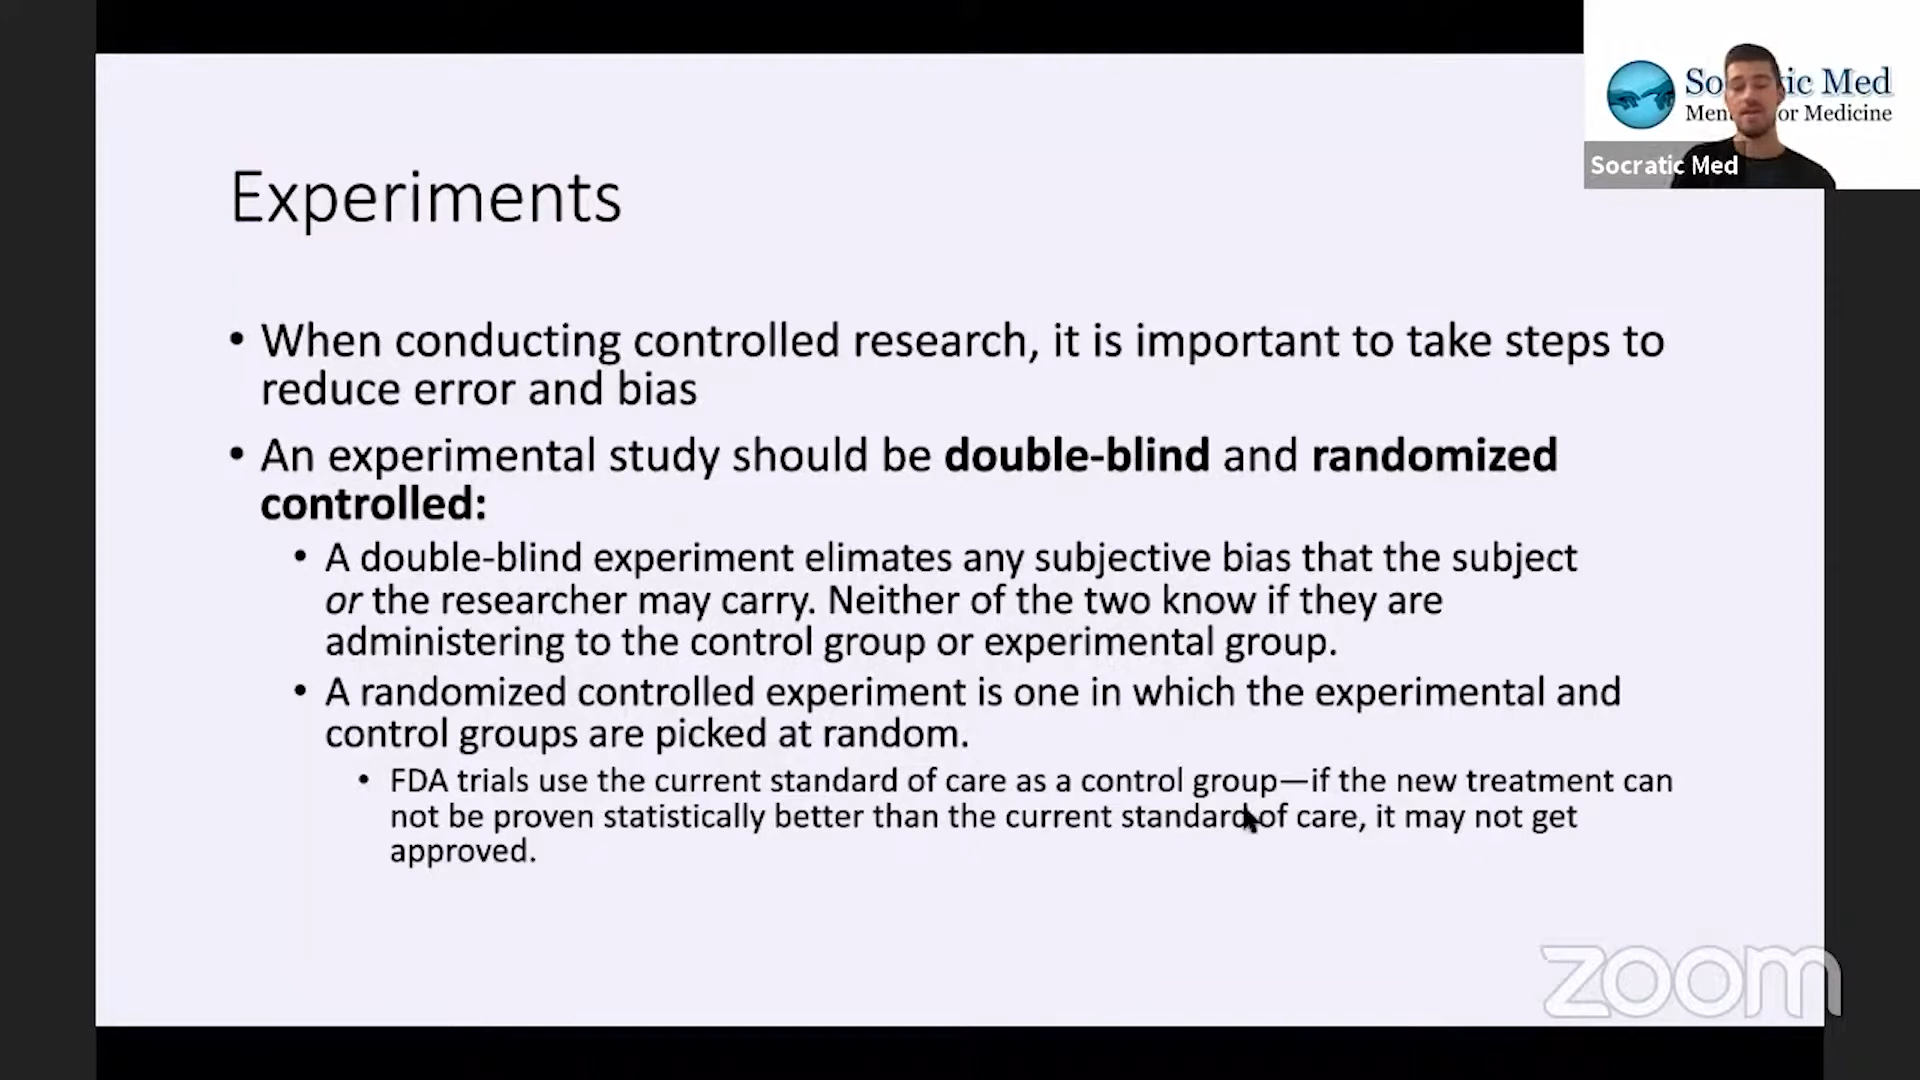 Experiments
• When conducting controlled research, it is important to take steps to
reduce error and bias
• An experimental study should be double-blind and randomized
controlled:
• A double-blind experiment elimates any subjective bias that the subject
or the researcher may carry. Neither of the two know if they are
administering to the control group or experimental group.
• A randomized controlled experiment is one in which the experimental and
control groups are picked at random.
• FDA trials use the current standard of care as a control group—if the new treatment can
not be proven statistically better than the current standard of care, it may not get
approved.
Med
or Medicine
Socratic Med
zoom